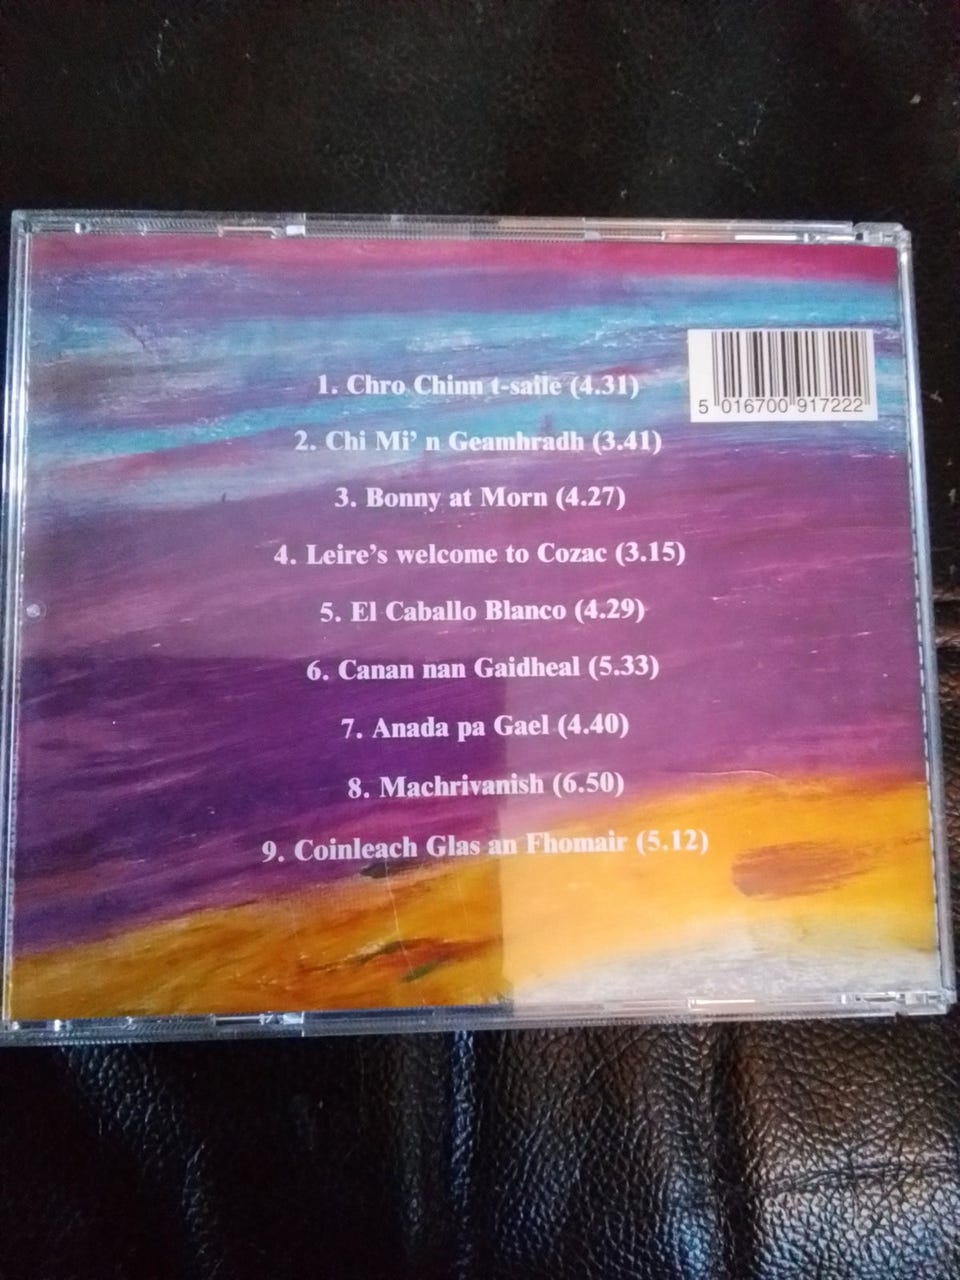 1. Chro Chinn t-saile (4.31)
2. Chi Mi' n Geamhradh (3.41)
3. Bonny at Morn (4.27)
4. Leire's welcome to Cozac (3.15)
5. El Caballo Blanco (4.29)
6. Canan nan Gaidheal (5.33)
7. Anada pa Gael (4.40)
8. Machrivanish (6.50)
9. Coinleach Glas an Fhomair (5.12)
5 016700 917222